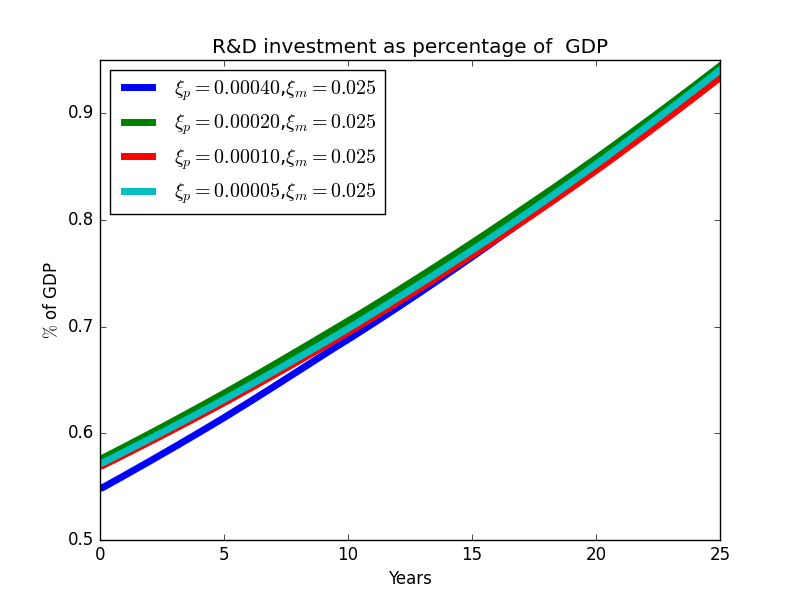 R&D investment as percentage of  GDP
ξₚ = 0.00040,ξₘ = 0.025
ξₚ = 0.00020,ξₘ = 0.025
ξₚ = 0.00010,ξₘ = 0.025
ξₚ = 0.00005,ξₘ = 0.025
0.9
0.8
0.7
0.6
0.5
% of GDP
0 5 10 15 20 25
Years